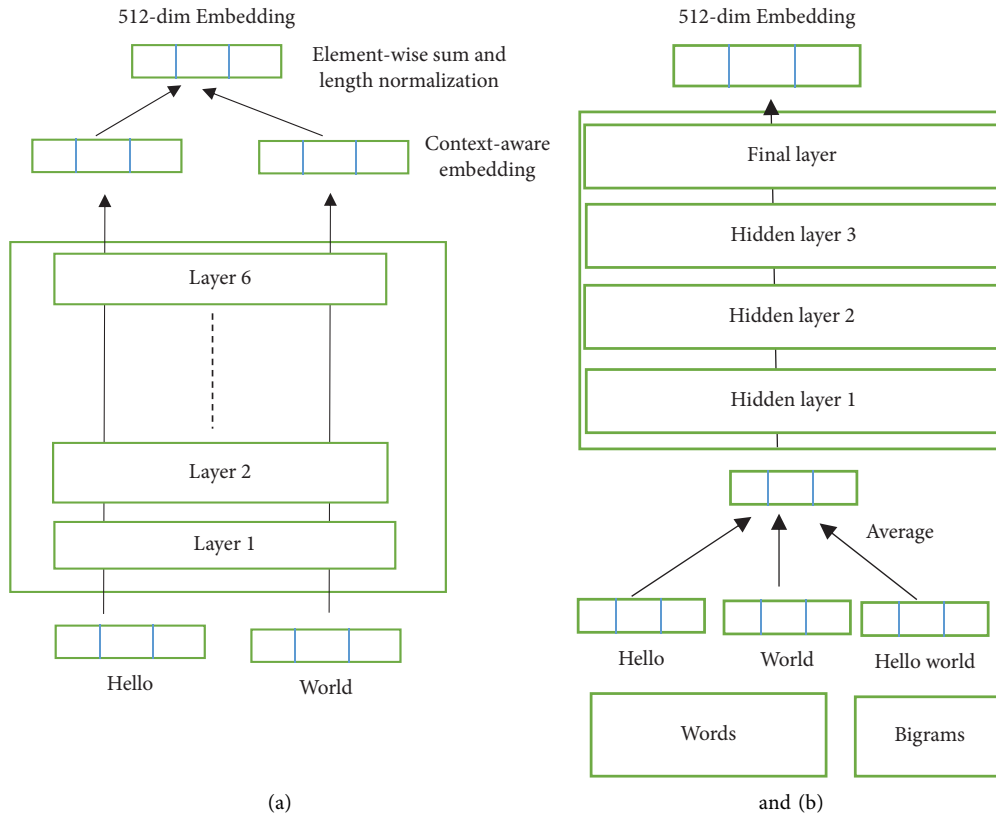 512-dim Embedding
Element-wise sum and
length normalization
Context-aware
embedding
Layer 6
Layer 2
Layer 1
Hello
World
(a)
512-dim Embedding
Final layer
Hidden layer 3
Hidden layer 2
Hidden layer 1
Average
Hello
World
Hello world
Words
Bigrams
and (b)